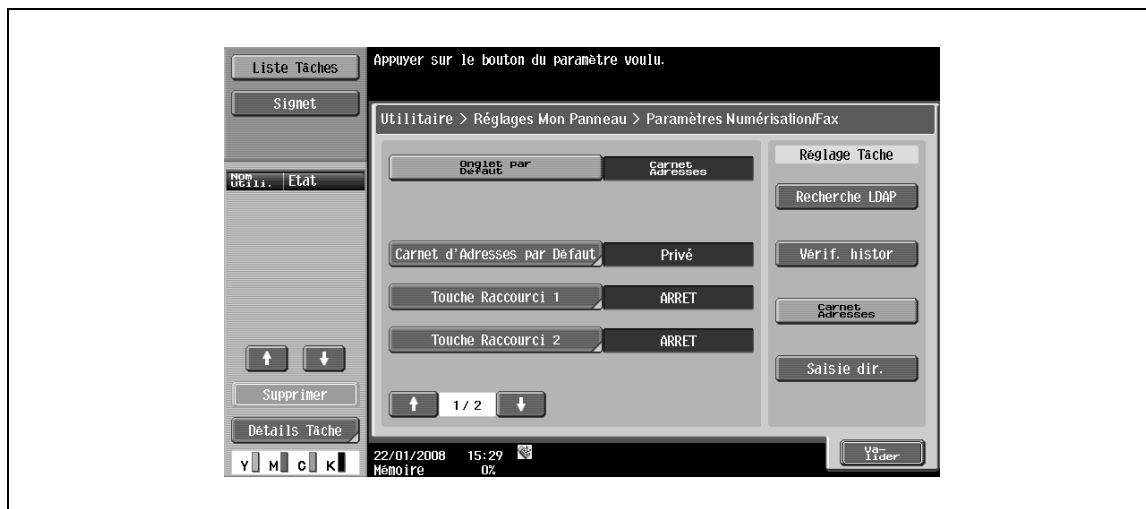 Liste Tâches
Signet
Nom Utili. Etat
Supprimer
Détails Tâche
Y M C K
Appuyer sur le bouton du paramètre voulu.
Utilitaire > Réglages Mon Panneau > Paramètres Numérisation/Fax
Onglet par
Défaut
Carnet
Adresses
Carnet d'Adresses par Défaut
Privé
Touche Raccourci 1
ARRET
Touche Raccourci 2
ARRET
1/ 2
Réglage Tâche
Recherche LDAP
Vérif. histor
Carnet
Adresses
Saisie dir.
22/01/2008 15:29
Mémoire 0%
Va-
lider